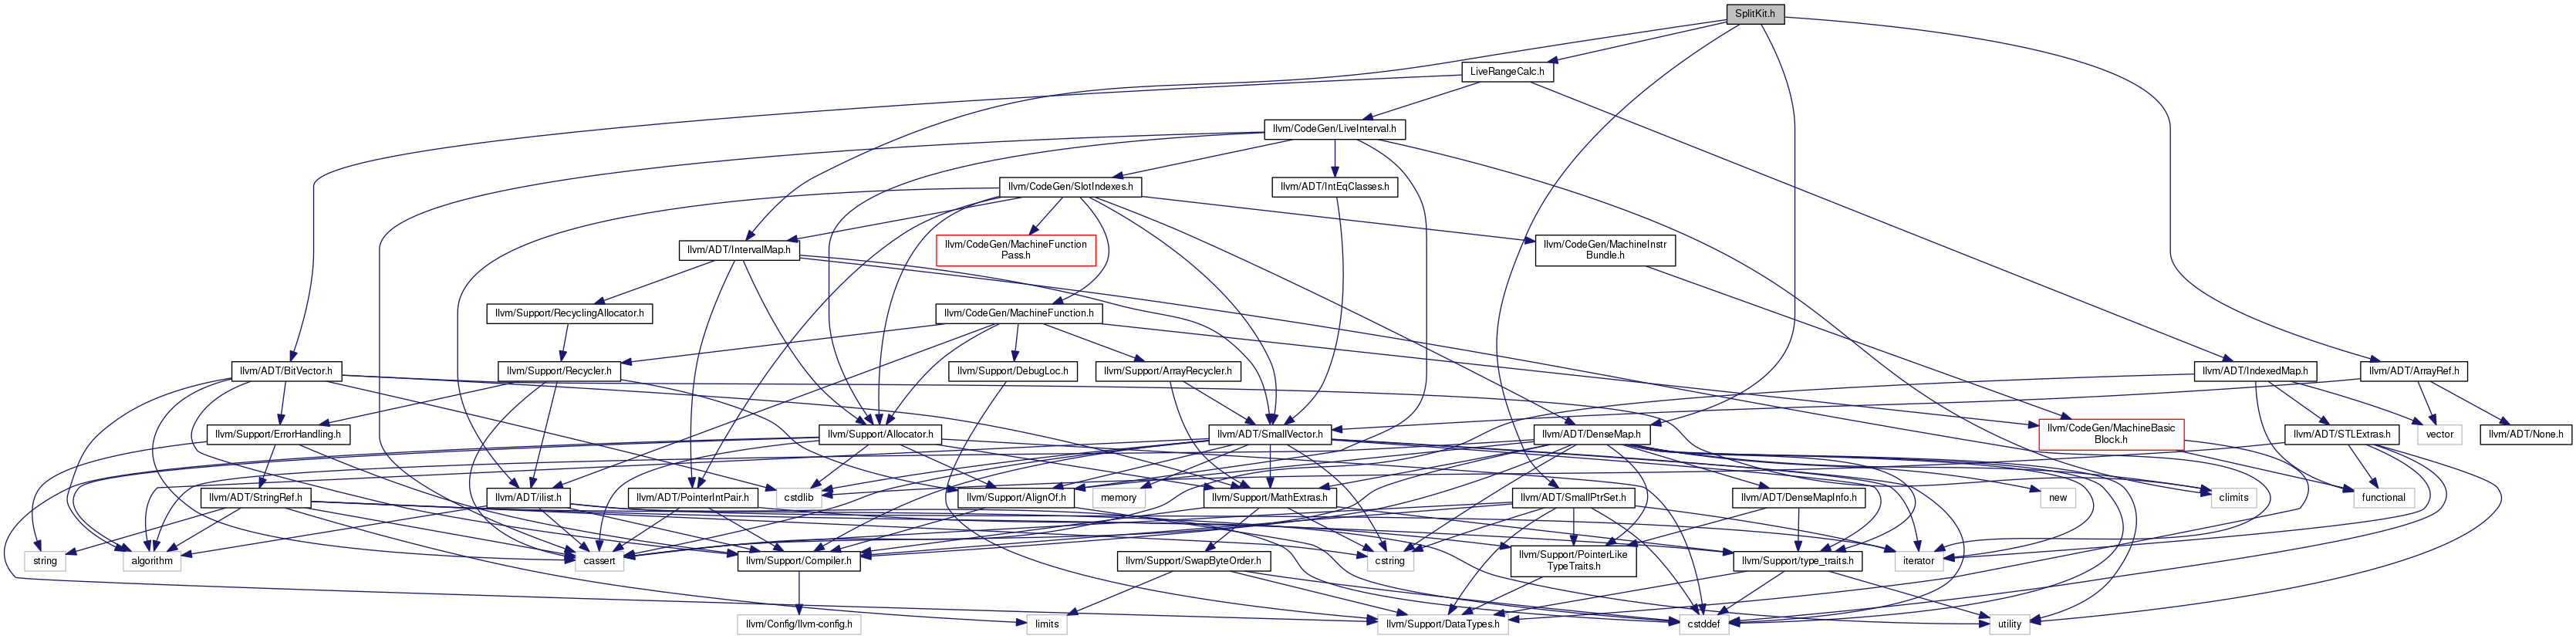 SplitKit.h
LiveRangeCalc.h
llvm/CodeGen/LiveInterval.h
llvm/CodeGen/SlotIndexes.h
llvm/ADT/IntEqClasses.h
llvm/ADT/IntervalMap.h
llvm/CodeGen/MachineFunction
Pass.h
llvm/CodeGen/MachineInstr
Bundle.h
llvm/Support/RecyclingAllocator.h
llvm/CodeGen/MachineFunction.h
llvm/ADT/BitVector.h
llvm/Support/Recycler.h
llvm/Support/DebugLoc.h
llvm/Support/ArrayRecycler.h
llvm/ADT/IndexedMap.h
llvm/ADT/ArrayRef.h
llvm/Support/ErrorHandling.h
llvm/Support/Allocator.h
llvm/ADT/SmallVector.h
llvm/ADT/DenseMap.h
llvm/CodeGen/MachineBasic
Block.h
llvm/ADT/STLExtras.h
vector
llvm/ADT/None.h
llvm/ADT/StringRef.h
llvm/ADT/ilist.h
llvm/ADT/PointerIntPair.h
cstdlib
llvm/Support/AlignOf.h
memory
llvm/Support/MathExtras.h
llvm/ADT/SmallPtrSet.h
llvm/ADT/DenseMapInfo.h
new
climits
functional
string
algorithm
cassert
llvm/Support/Compiler.h
cstring
llvm/Support/SwapByteOrder.h
llvm/Support/PointerLike
TypeTraits.h
llvm/Support/type_traits.h
iterator
llvm/Config/llvm-config.h
limits
llvm/Support/DataTypes.h
cstddef
utility